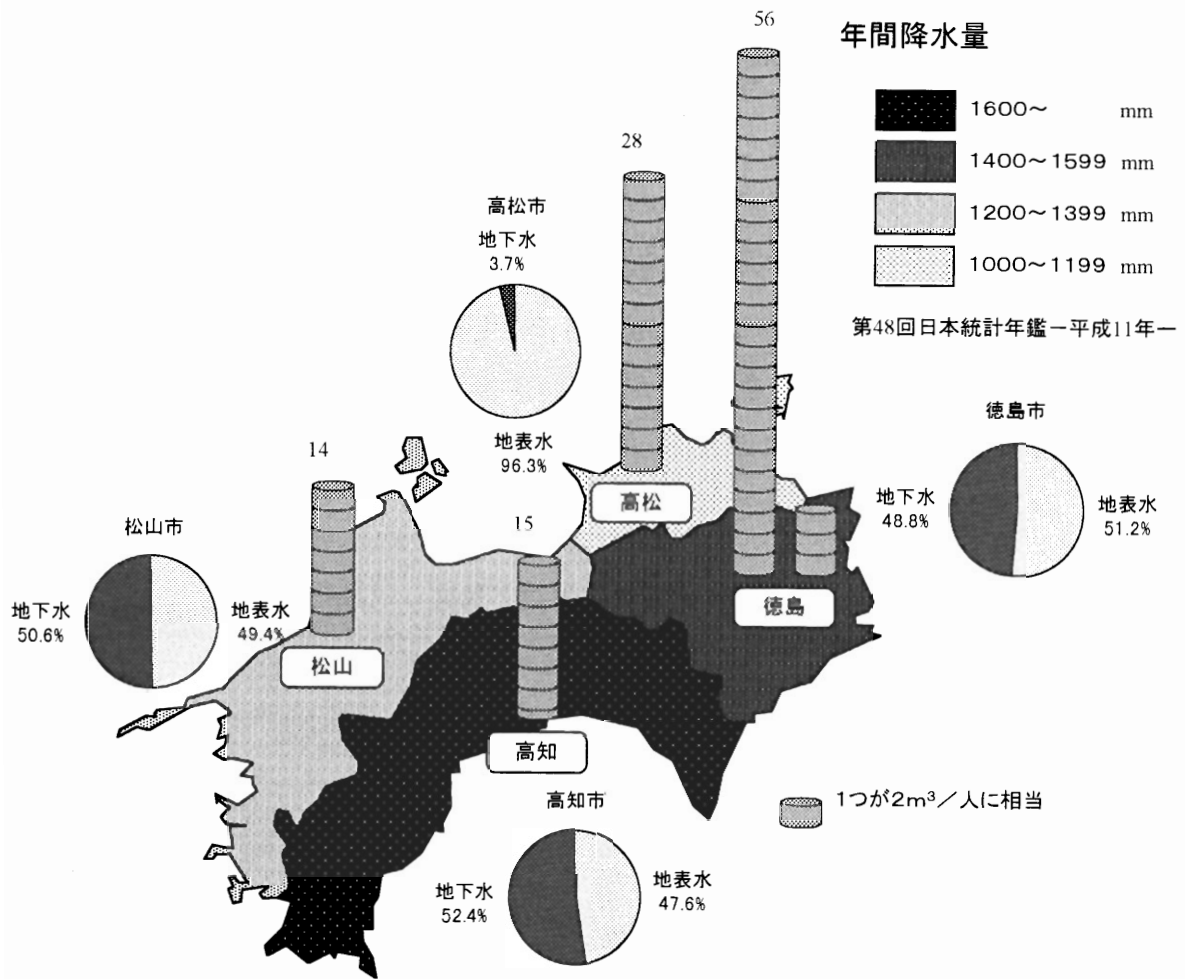 年間降水量
1600～ mm
1400～1599 mm
1200～1399 mm
1000～1199 mm
第48回日本統計年鑑－平成11年－
56
28
高松市
地下水
3.7%
地表水
96.3%
徳島市
地下水
48.8%
地表水
51.2%
14
15
松山市
地下水
50.6%
地表水
49.4%
高松
徳島
松山
高知
1つが2m³／人に相当
高知市
地下水
52.4%
地表水
47.6%